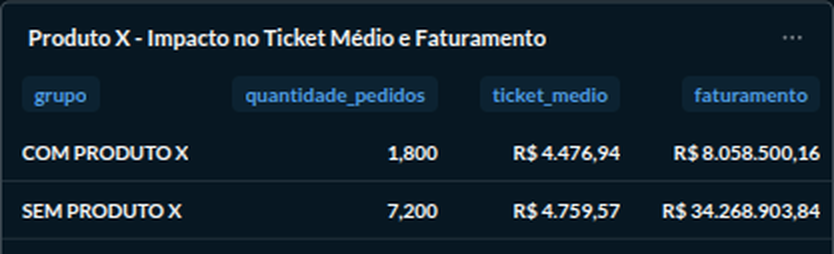 Produto X - Impacto no Ticket Médio e Faturamento ...
grupo quantidade_pedidos ticket_medio faturamento
COM PRODUTO X 1,800 R$ 4.476,94 R$ 8.058.500,16
SEM PRODUTO X 7,200 R$ 4.759,57 R$ 34.268.903,84